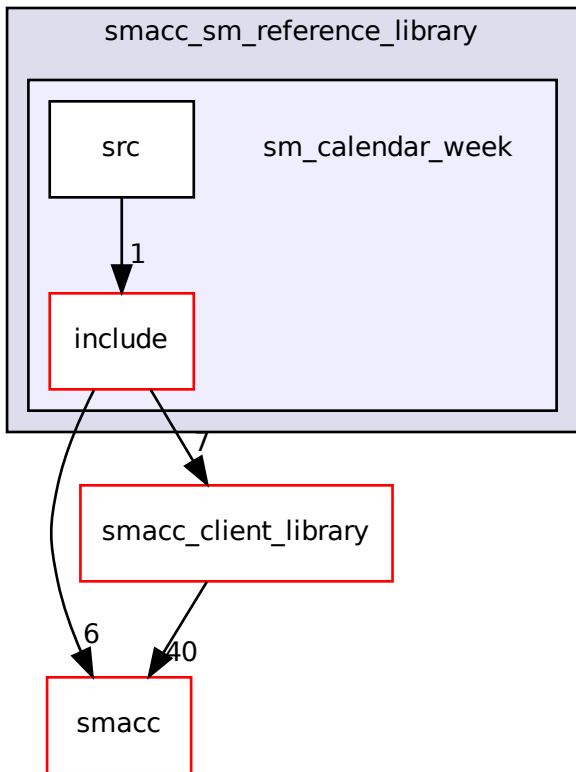 smacc_sm_reference_library
src
sm_calendar_week
1
include
7
smacc_client_library
6
40
smacc